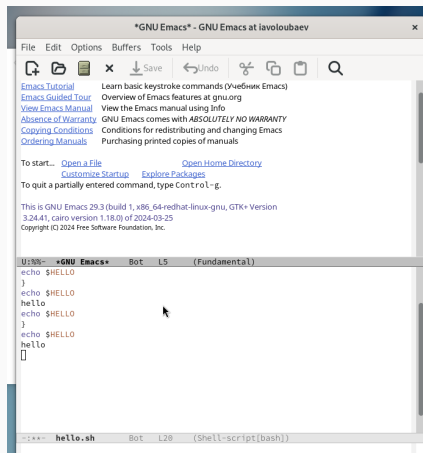 *GNU Emacs* - GNU Emacs at iavoloubaev ×
File Edit Options Buffers Tools Help
Save Undo
Emacs Tutorial Learn basic keystroke commands (Учебник Emacs)
Emacs Guided Tour Overview of Emacs features at gnu.org
View Emacs Manual View the Emacs manual using Info
Absence of Warranty GNU Emacs comes with ABSOLUTELY NO WARRANTY
Copying Conditions Conditions for redistributing and changing Emacs
Ordering Manuals Purchasing printed copies of manuals
To start... Open a File Open Home Directory
Customize Startup Explore Packages
To quit a partially entered command, type Control-g.
This is GNU Emacs 29.3 (build 1, x86_64-redhat-linux-gnu, GTK+ Version
3.24.41, cairo version 1.18.0) of 2024-03-25
Copyright (C) 2024 Free Software Foundation, Inc.
U:%%- *GNU Emacs* Bot L5 (Fundamental)
echo $HELLO
}
echo $HELLO
hello
echo $HELLO
}
echo $HELLO
hello
-:**- hello.sh Bot L20 (Shell-script[bash])